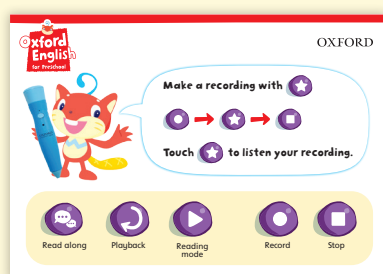 Oxford
English
for Preschool
OXFORD
Make a recording with
Touch to listen your recording.
Read along
Playback
Reading
mode
Record
Stop